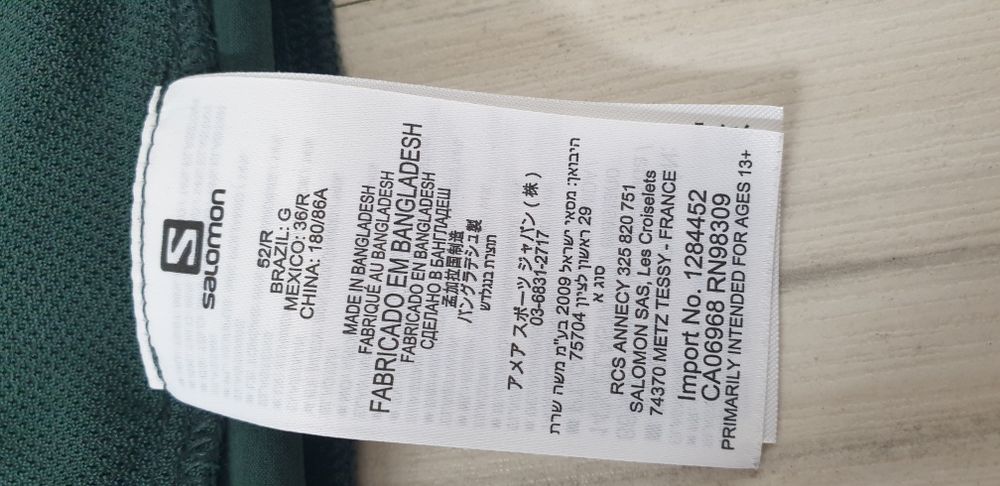 salomon
52/R
BRAZIL: G
MEXICO: 36/R
CHINA: 180/86A
MADE IN BANGLADESH
FABRIQUÉ AU BANGLADESH
FABRICADO EM BANGLADESH
FABRICADO EN BANGLADESH
СДЕЛАНО В БАНГЛАДЕШ
孟加拉国制造
バングラデシュ製
תוצרת בנגלדש
アメア スポーツ ジャパン ( 株 )
03-6831-2717
היבואן: מסאי ישראל 2009 בע"מ משה שרת
29 ראשון לציון 75704
סוג א
RCS ANNECY 325 820 751
SALOMON SAS, Les Croiselets
74370 METZ TESSY - FRANCE
Import No. 1284452
CA06968 RN98309
PRIMARILY INTENDED FOR AGES 13+